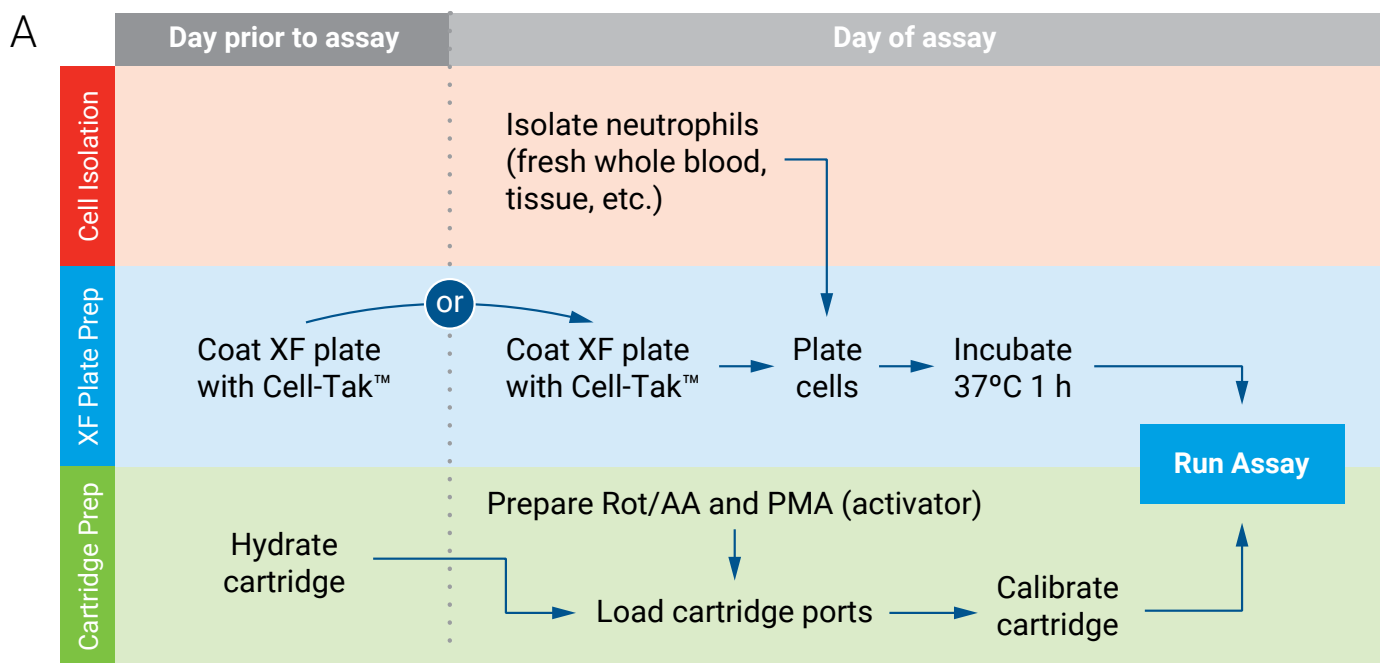 A
Day prior to assay
Day of assay
Cell Isolation
Isolate neutrophils
(fresh whole blood,
tissue, etc.)
XF Plate Prep
or
Coat XF plate
with Cell-Tak™
Coat XF plate
with Cell-Tak™
Plate
cells
Incubate
37ºC 1 h
Run Assay
Cartridge Prep
Prepare Rot/AA and PMA (activator)
Hydrate
cartridge
Load cartridge ports
Calibrate
cartridge